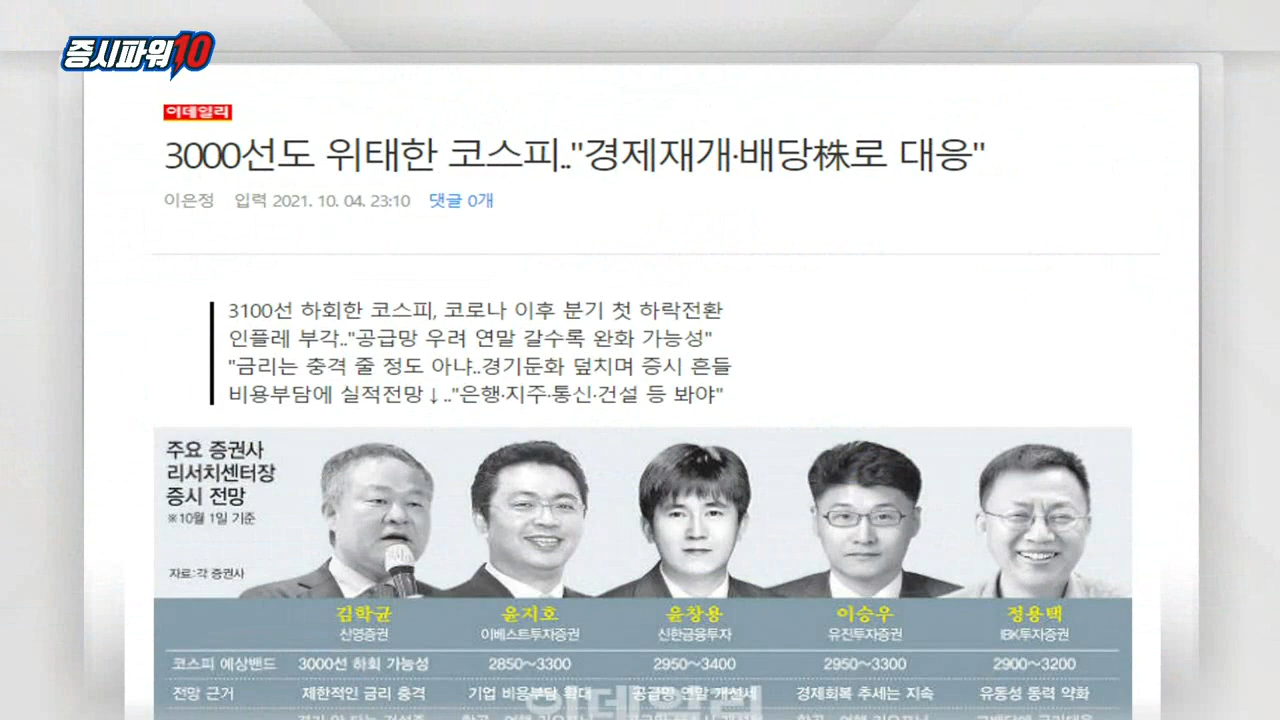 증시파워10
이데일리
3000선도 위태한 코스피.."경제재개·배당株로 대응"
이은정 입력 2021. 10. 04. 23:10 댓글 0개
3100선 하회한 코스피, 코로나 이후 분기 첫 하락전환
인플레 부각.."공급망 우려 연말 갈수록 완화 가능성"
"금리는 충격 줄 정도 아냐..경기둔화 덮치며 증시 흔들
비용부담에 실적전망↓.."은행·지주·통신·건설 등 봐야"
주요 증권사
리서치센터장
증시 전망
※10월 1일 기준
자료:각 증권사
김학균 윤지호 윤창용 이승우 정용택
신영증권 이베스트투자증권 신한금융투자 유진투자증권 IBK투자증권
코스피 예상밴드 3000선 하회 가능성 2850~3300 2950~3400 2950~3300 2900~3200
전망 근거 제한적인 금리 충격 기업 비용부담 확대 공급망 연말 개선세 경제회복 추세는 지속 유동성 동력 약화
이데일리